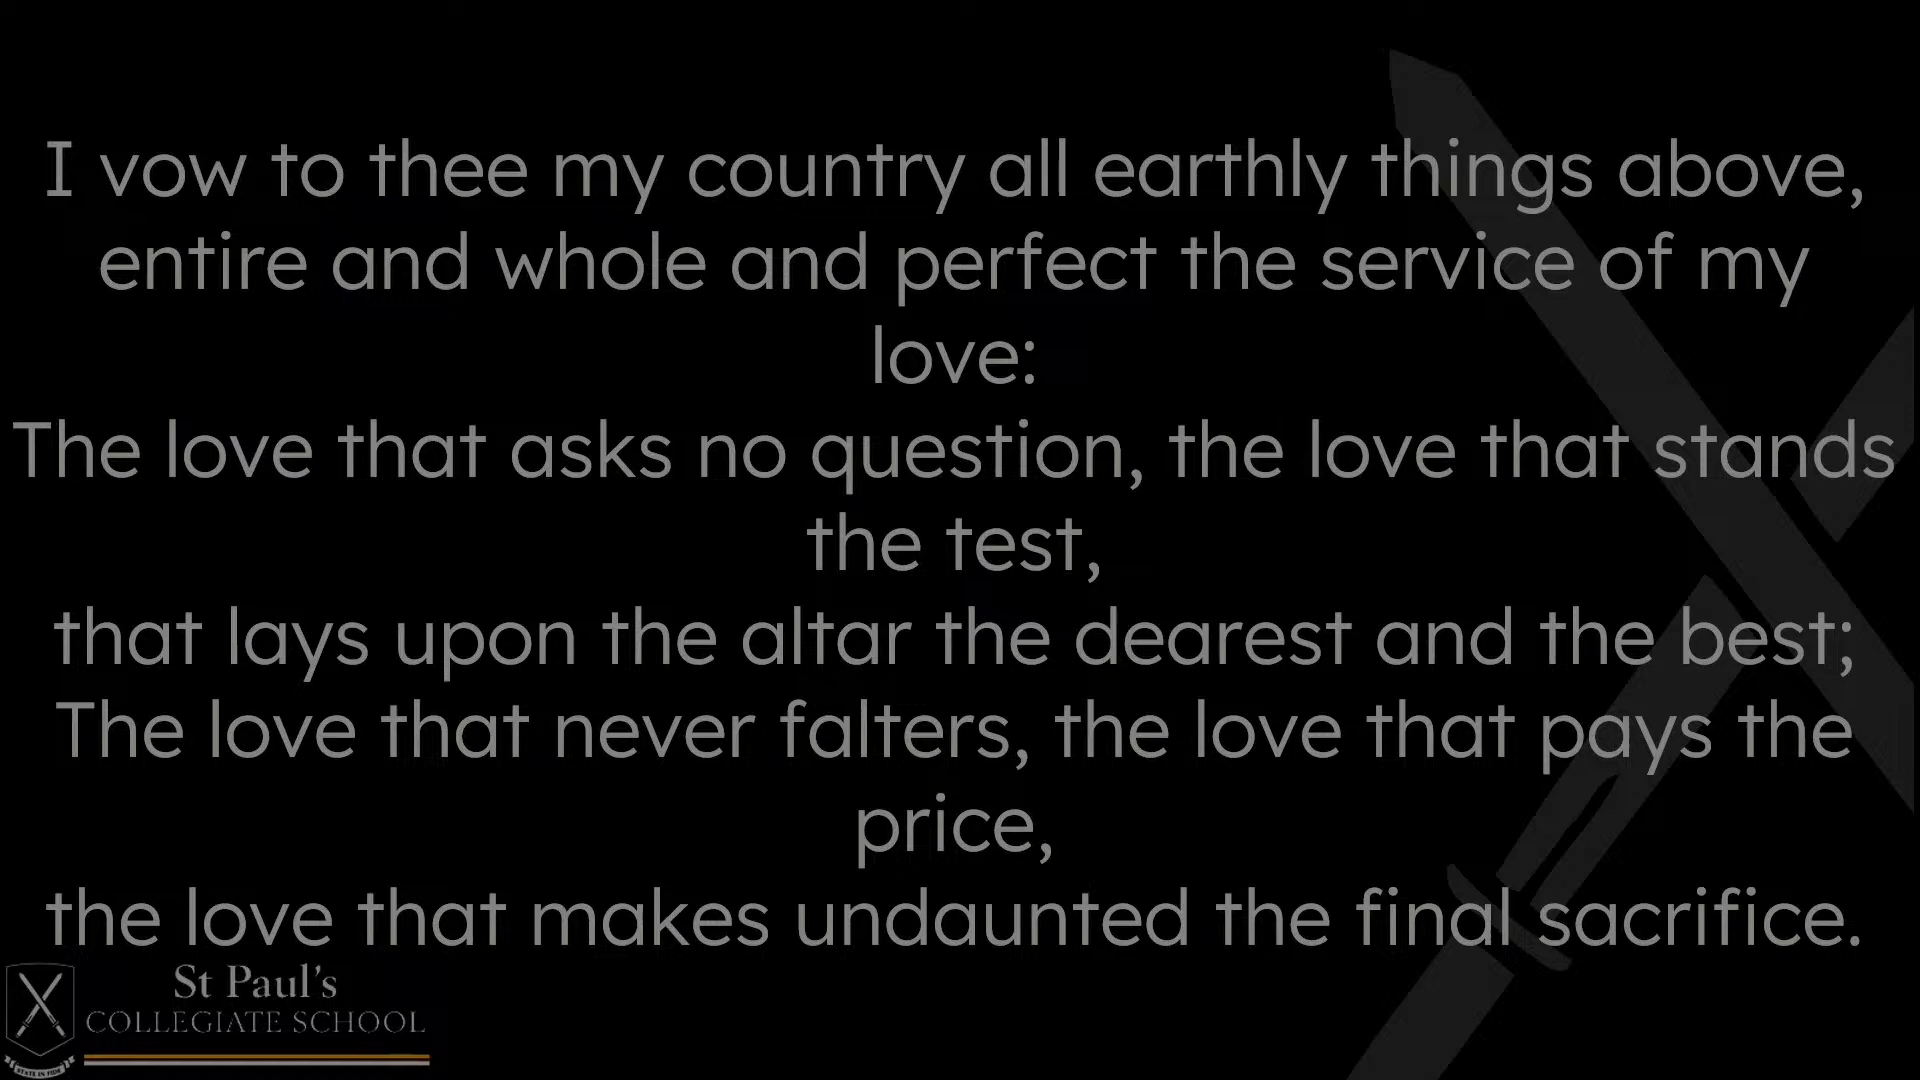 I vow to thee my country all earthly things above,
entire and whole and perfect the service of my
love:
The love that asks no question, the love that stands
the test,
that lays upon the altar the dearest and the best;
The love that never falters, the love that pays the
price,
the love that makes undaunted the final sacrifice.
St Paul's
COLLEGIATE SCHOOL
STATE IN FIDE